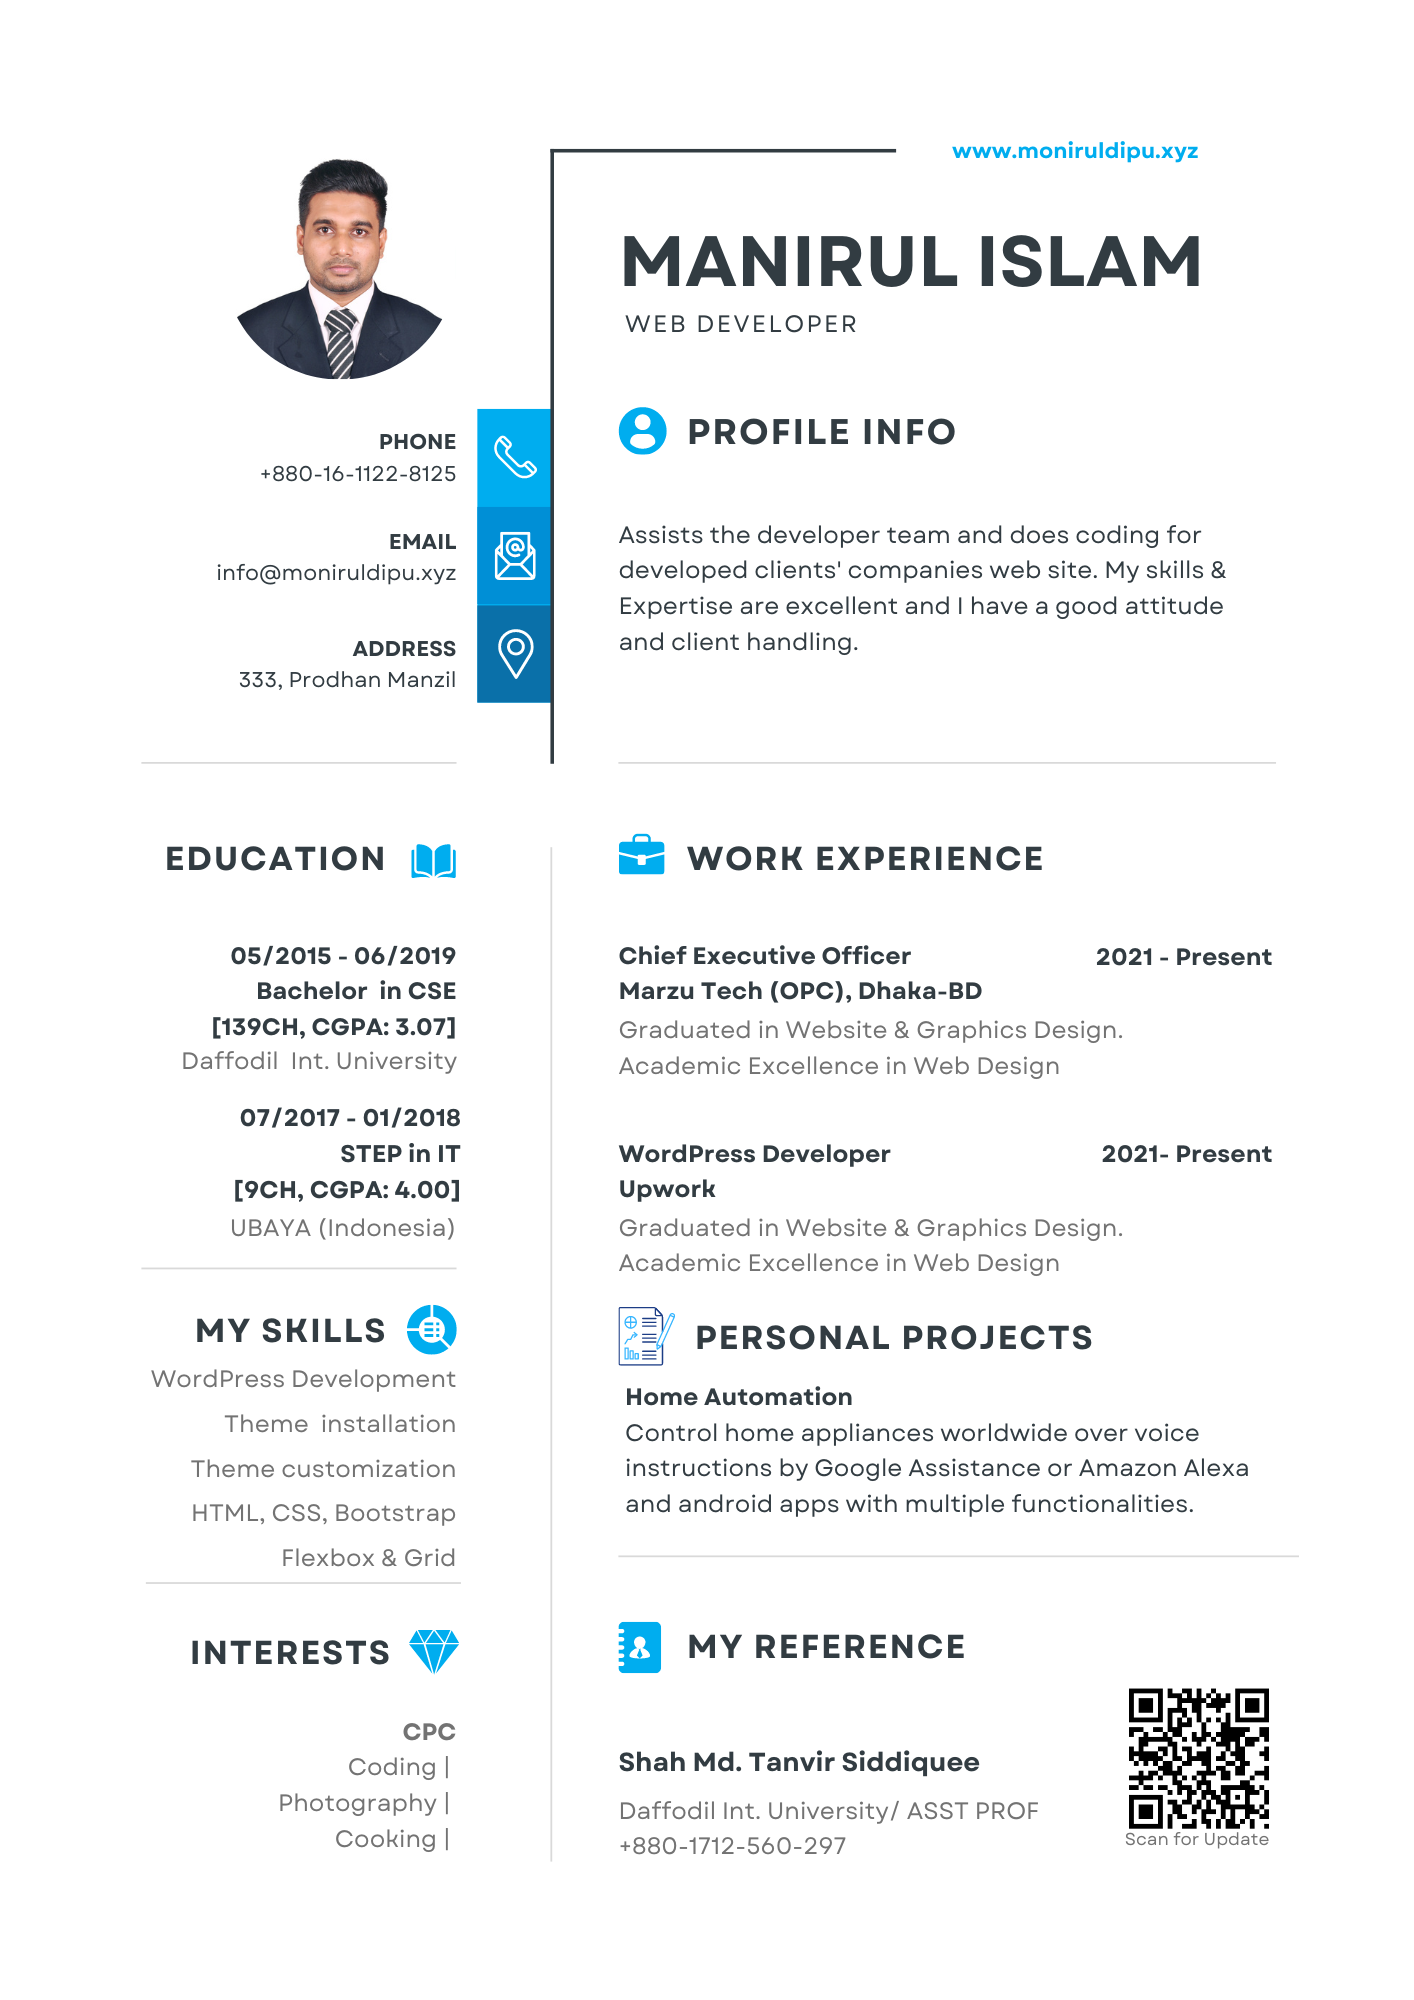 www.moniruldipu.xyz
MANIRUL ISLAM
WEB DEVELOPER
PHONE
+880-16-1122-8125
EMAIL
info@moniruldipu.xyz
ADDRESS
333, Prodhan Manzil
PROFILE INFO
Assists the developer team and does coding for
developed clients' companies web site. My skills &
Expertise are excellent and I have a good attitude
and client handling.
EDUCATION
05/2015 - 06/2019
Bachelor in CSE
[139CH, CGPA: 3.07]
Daffodil Int. University
07/2017 - 01/2018
STEP in IT
[9CH, CGPA: 4.00]
UBAYA (Indonesia)
MY SKILLS
WordPress Development
Theme installation
Theme customization
HTML, CSS, Bootstrap
Flexbox & Grid
INTERESTS
CPC
Coding |
Photography |
Cooking |
WORK EXPERIENCE
Chief Executive Officer 2021 - Present
Marzu Tech (OPC), Dhaka-BD
Graduated in Website & Graphics Design.
Academic Excellence in Web Design
WordPress Developer 2021- Present
Upwork
Graduated in Website & Graphics Design.
Academic Excellence in Web Design
PERSONAL PROJECTS
Home Automation
Control home appliances worldwide over voice
instructions by Google Assistance or Amazon Alexa
and android apps with multiple functionalities.
MY REFERENCE
Shah Md. Tanvir Siddiquee
Daffodil Int. University/ ASST PROF
+880-1712-560-297
Scan for Update